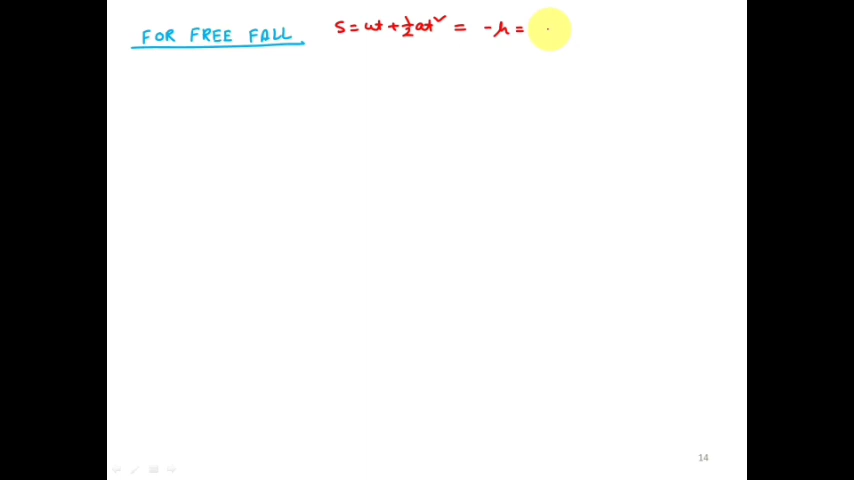 FOR FREE FALL S = ut + ½at² = -h =
14